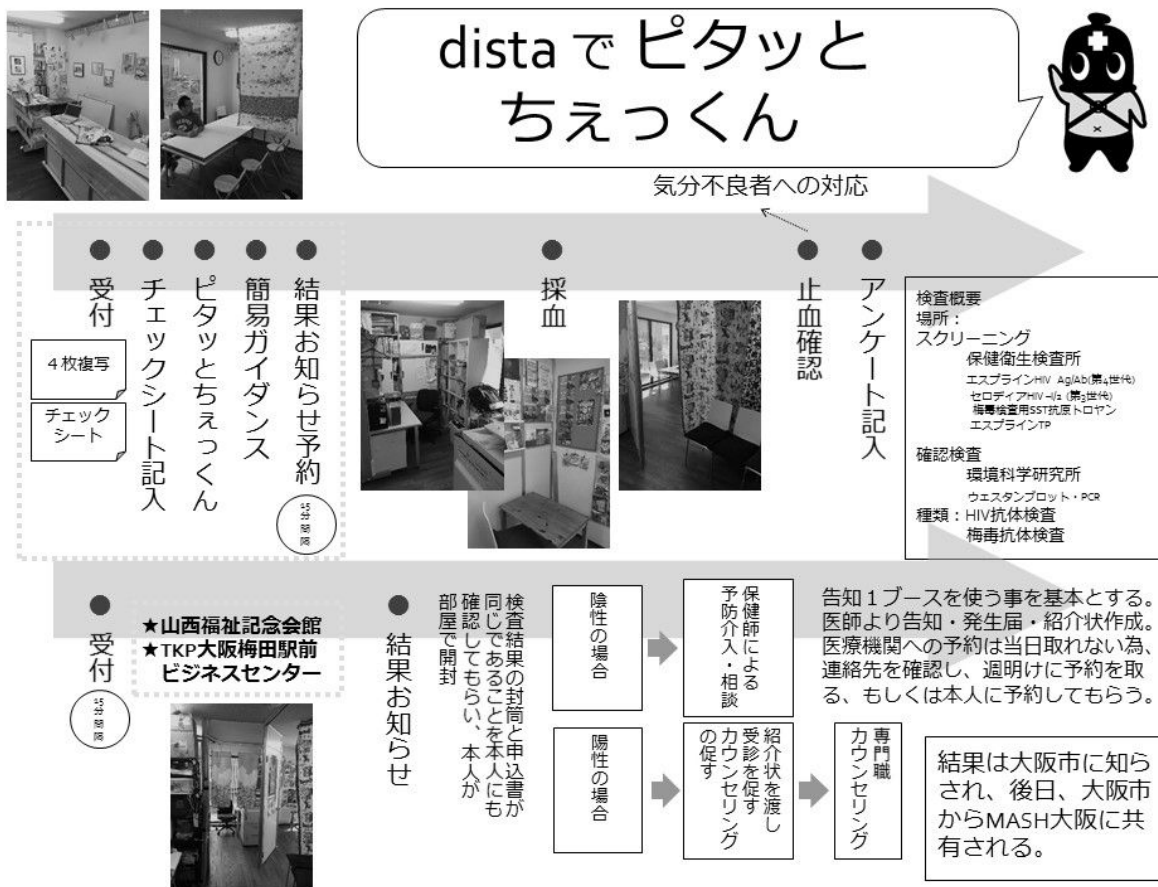 distaでピタッと
ちぇっくん
気分不良者への対応
受付
チェックシート記入
ピタッとちぇっくん
簡易ガイダンス
結果お知らせ予約
採血
止血確認
アンケート記入
4枚複写
チェック
シート
15分間隔
検査概要
場所：
スクリーニング
保健衛生検査所
エスプラインHIV Ag/Ab(第4世代)
セロディアHIV-1/2 (第3世代)
梅毒検査用SST抗原トロヤン
エスプラインTP
確認検査
環境科学研究所
ウエスタンブロット・PCR
種類：HIV抗体検査
梅毒抗体検査
受付
15分間隔
★山西福祉記念会館
★TKP大阪梅田駅前
ビジネスセンター
結果お知らせ
検査結果の封筒と申込書が
同じであることを本人にも
確認してもらい、本人が
部屋で開封
陰性の場合
保健師による
予防介入・相談
陽性の場合
紹介状を渡し
受診を促す
カウンセリング
の促す
専門職
カウンセリング
告知1ブースを使う事を基本とする。
医師より告知・発生届・紹介状作成。
医療機関への予約は当日取れない為、
連絡先を確認し、週明けに予約を取
る、もしくは本人に予約してもらう。
結果は大阪市に知ら
され、後日、大阪市
からMASH大阪に共
有される。